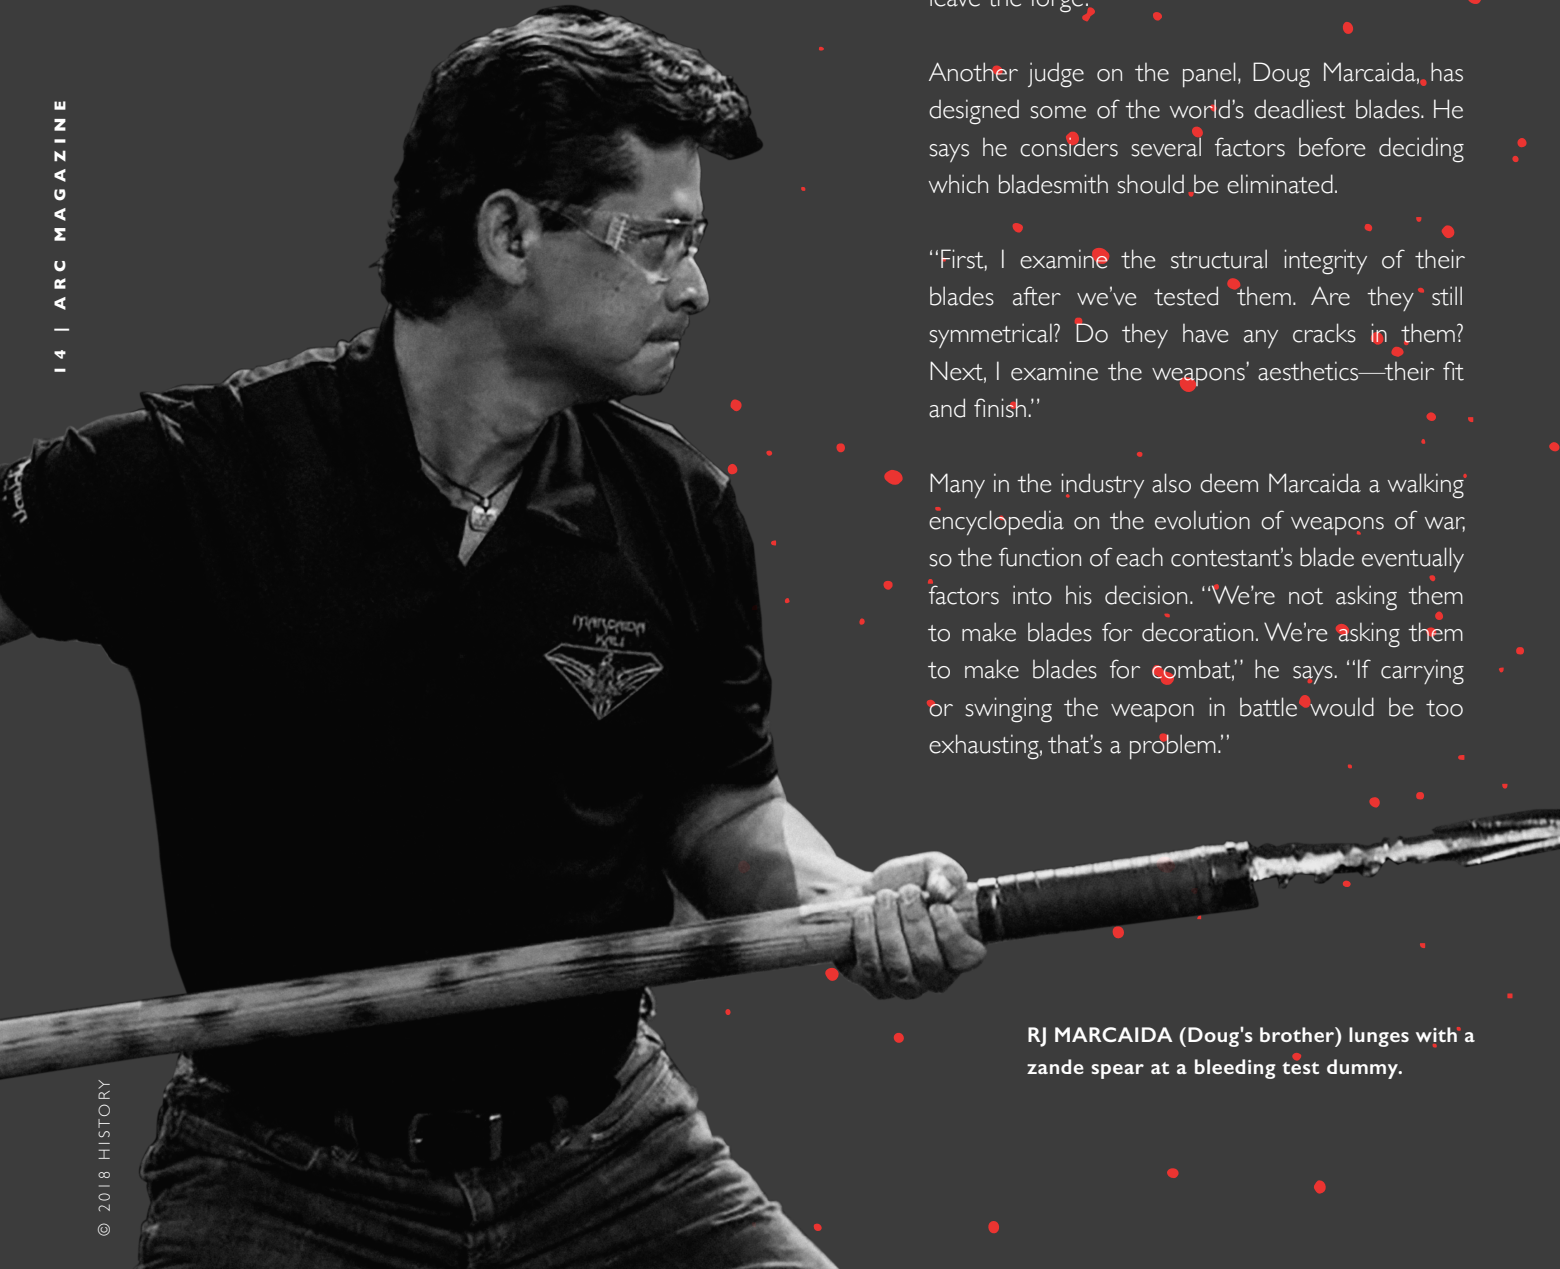 leave the forge.
Another judge on the panel, Doug Marcaida, has
designed some of the world’s deadliest blades. He
says he considers several factors before deciding
which bladesmith should be eliminated.
“First, I examine the structural integrity of their
blades after we’ve tested them. Are they still
symmetrical? Do they have any cracks in them?
Next, I examine the weapons’ aesthetics—their fit
and finish.”
Many in the industry also deem Marcaida a walking
encyclopedia on the evolution of weapons of war,
so the function of each contestant’s blade eventually
factors into his decision. “We’re not asking them
to make blades for decoration. We’re asking them
to make blades for combat,” he says. “If carrying
or swinging the weapon in battle would be too
exhausting, that’s a problem.”
RJ MARCAIDA (Doug's brother) lunges with a
zande spear at a bleeding test dummy.
14 | ARC MAGAZINE
© 2018 HISTORY
MARCAIDA
KALI